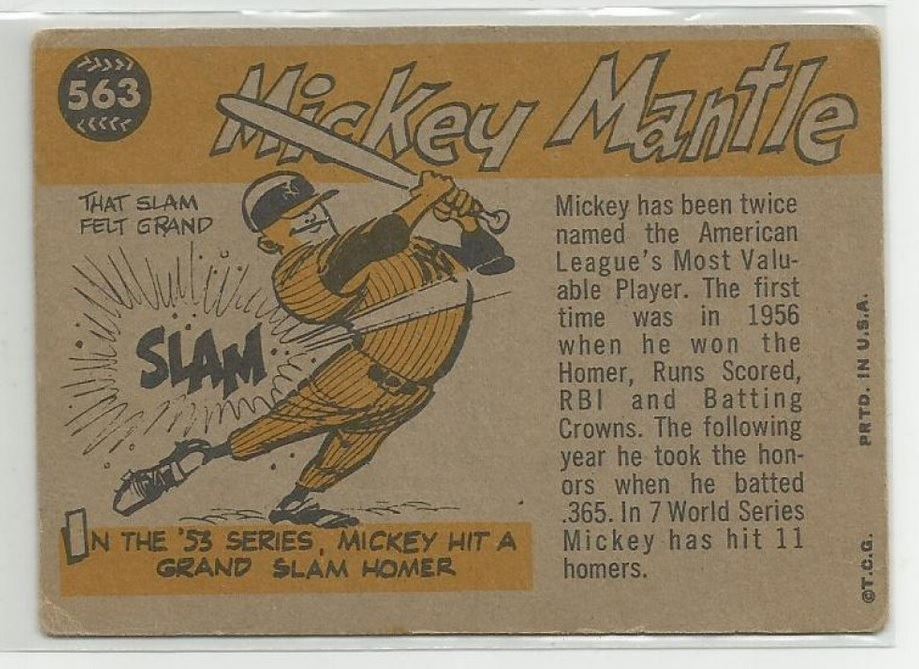 563
Mickey Mantle
THAT SLAM
FELT GRAND
SLAM
IN THE '53 SERIES, MICKEY HIT A
GRAND SLAM HOMER
Mickey has been twice
named the American
League's Most Valu-
able Player. The first
time was in 1956
when he won the
Homer, Runs Scored,
RBI and Batting
Crowns. The following
year he took the hon-
ors when he batted
.365. In 7 World Series
Mickey has hit 11
homers.
PRTD. IN U.S.A.
©T.C.G.